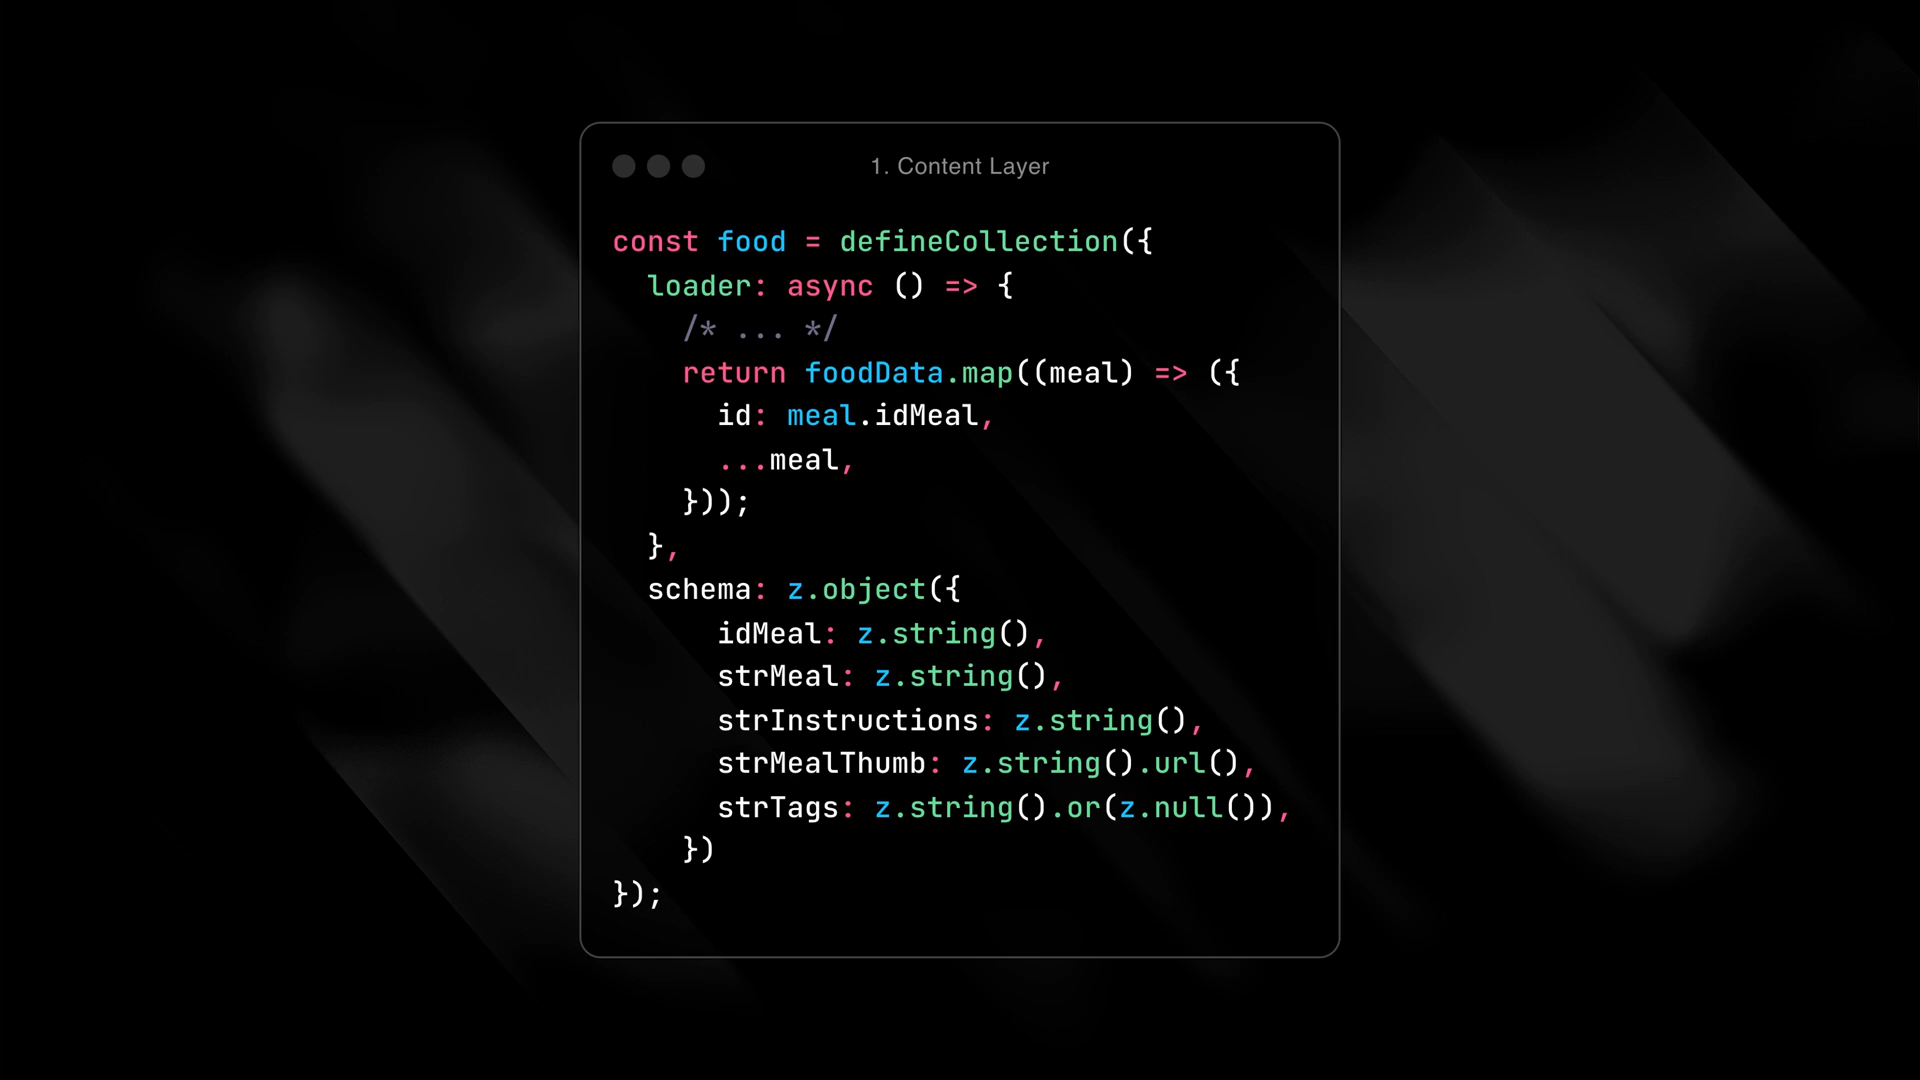 1. Content Layer
const food = defineCollection({
  loader: async () => {
    /* ... */
    return foodData.map((meal) => ({
      id: meal.idMeal,
      ...meal,
    }));
  },
  schema: z.object({
      idMeal: z.string(),
      strMeal: z.string(),
      strInstructions: z.string(),
      strMealThumb: z.string().url(),
      strTags: z.string().or(z.null()),
    })
});